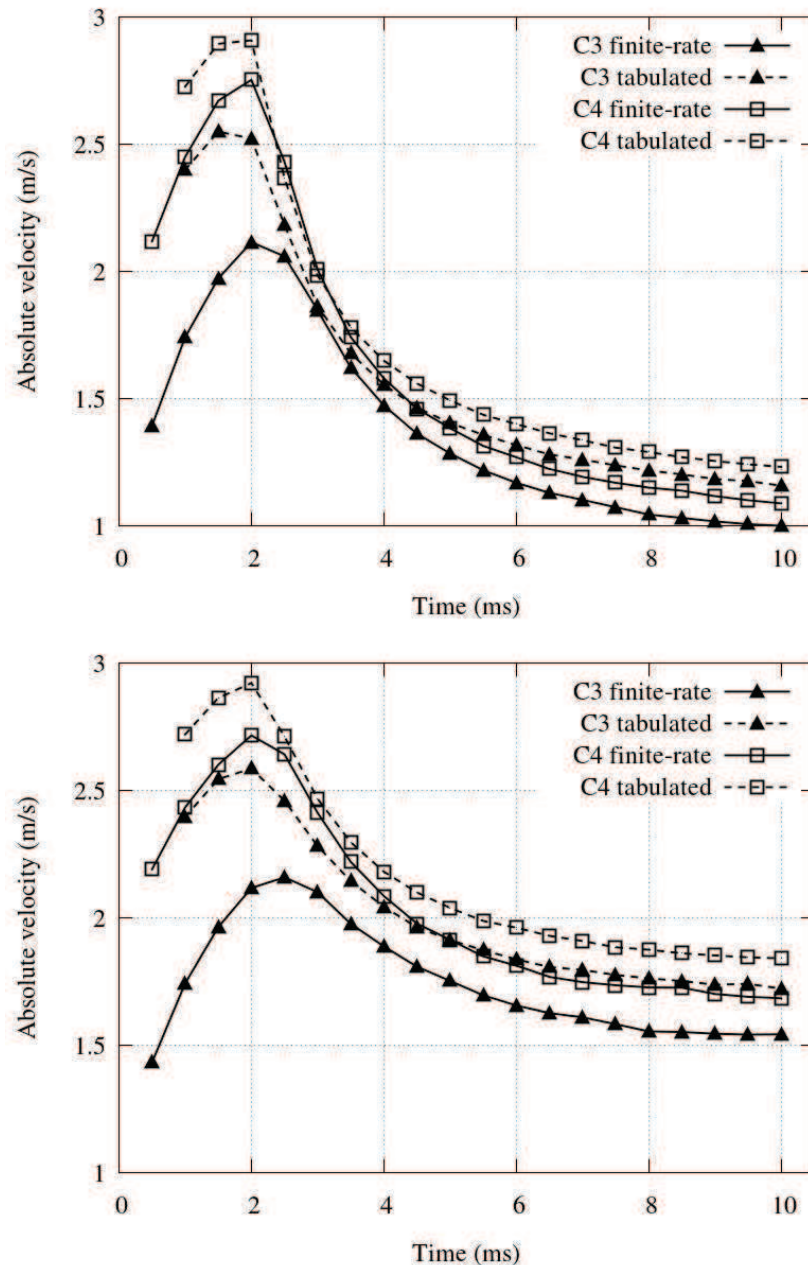 3
2.5
2
1.5
1
Absolute velocity (m/s)
C3 finite-rate
C3 tabulated
C4 finite-rate
C4 tabulated
0 2 4 6 8 10
Time (ms)
3
2.5
2
1.5
1
Absolute velocity (m/s)
C3 finite-rate
C3 tabulated
C4 finite-rate
C4 tabulated
0 2 4 6 8 10
Time (ms)